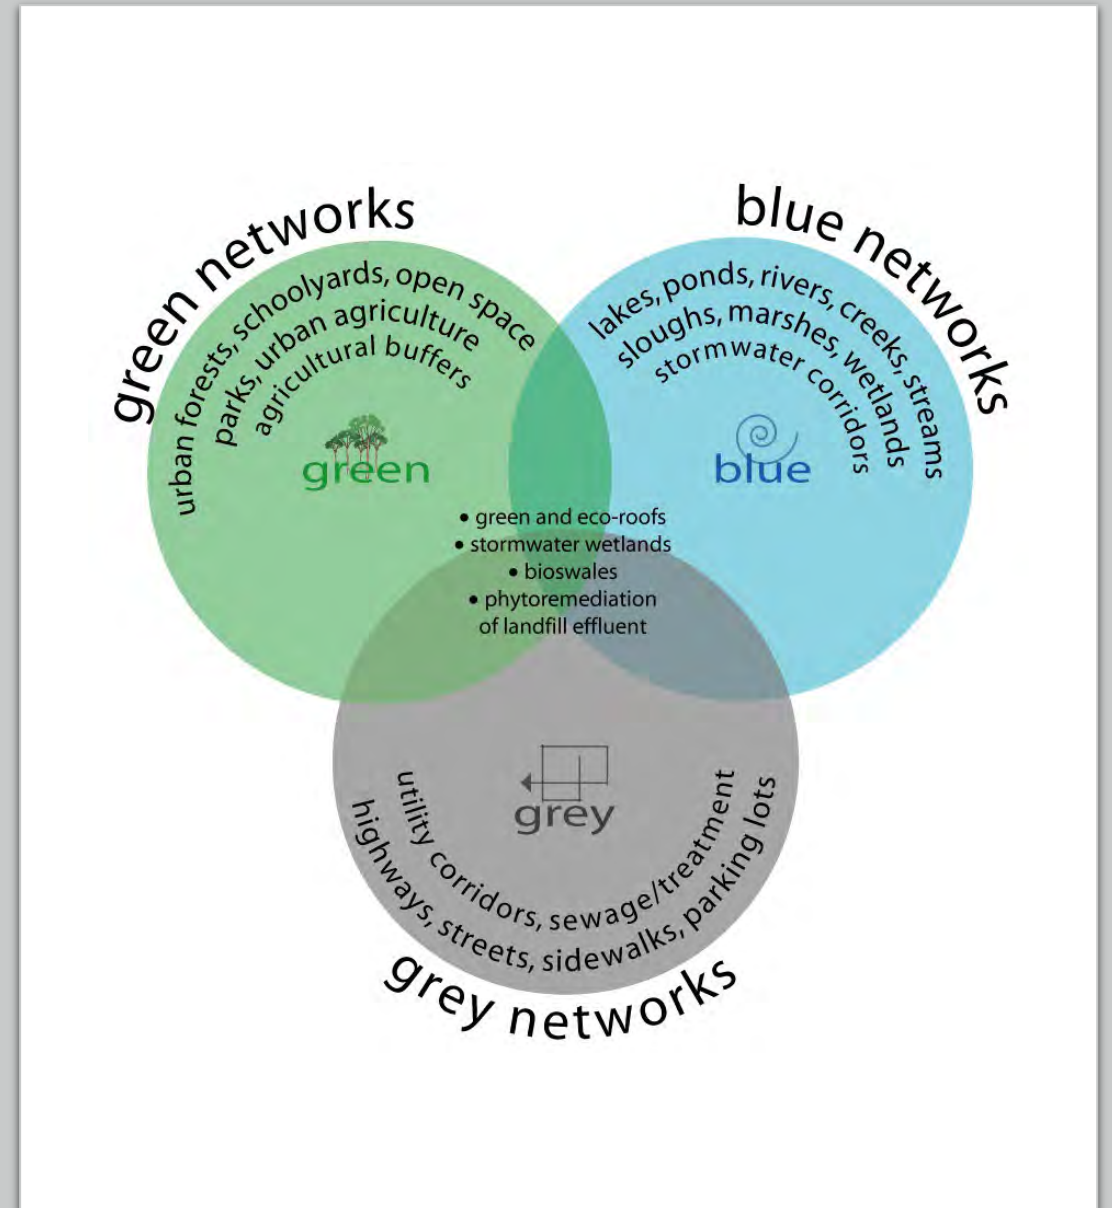 green networks
urban forests, schoolyards, open space
parks, urban agriculture
agricultural buffers
green
blue networks
lakes, ponds, rivers, creeks, streams
sloughs, marshes, wetlands
stormwater corridors
blue
• green and eco-roofs
• stormwater wetlands
• bioswales
• phytoremediation
of landfill effluent
grey
utility corridors, sewage/treatment
highways, streets, sidewalks, parking lots
grey networks